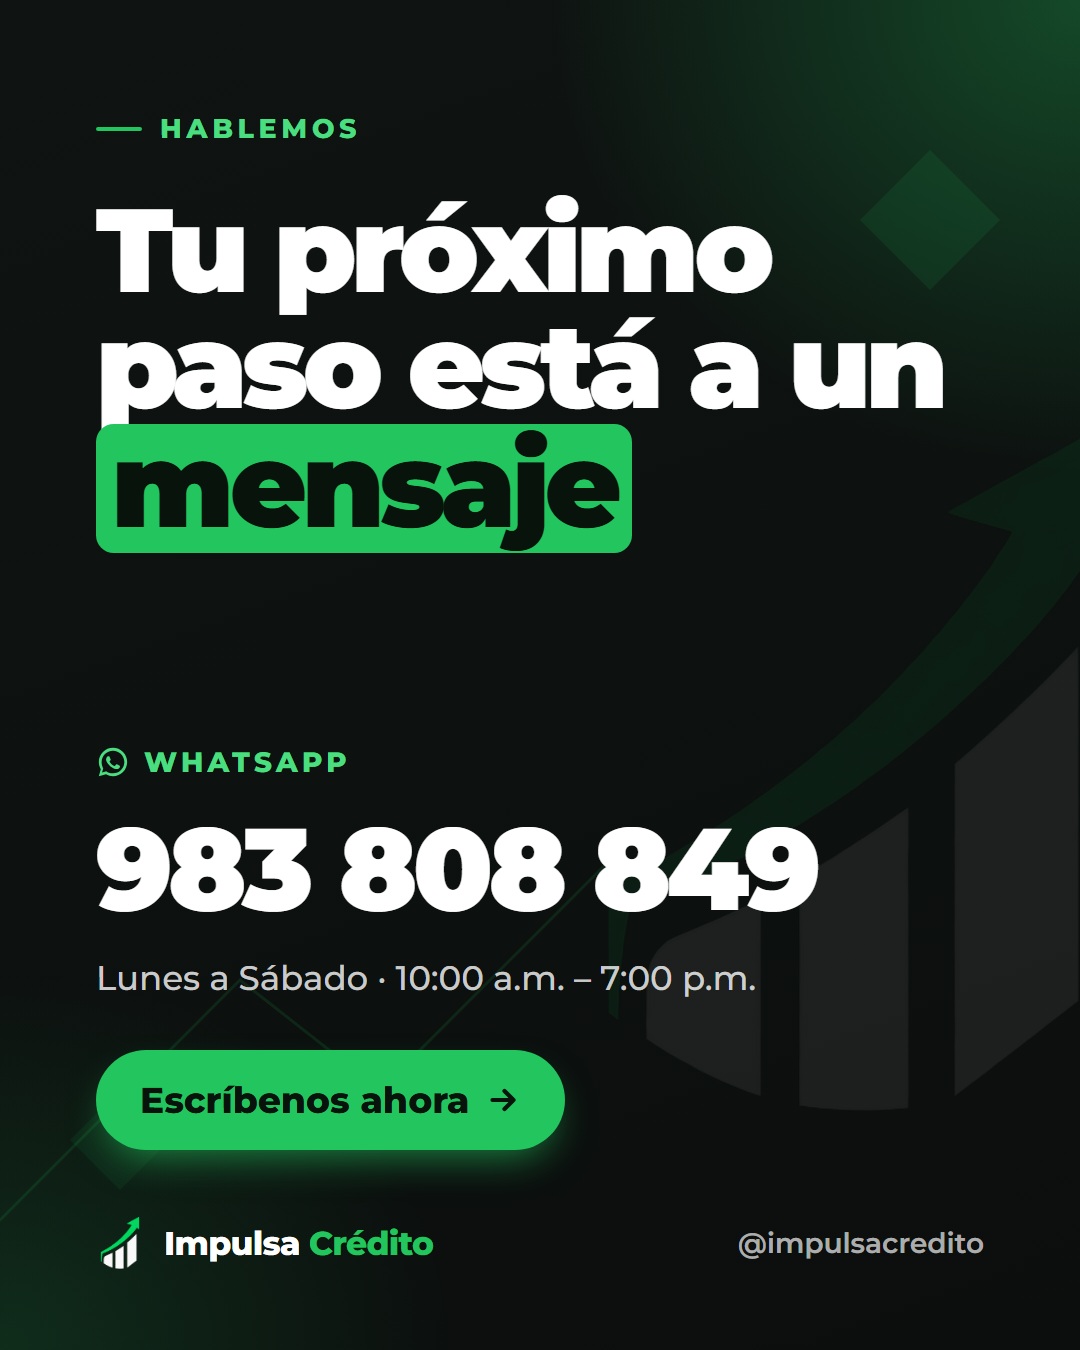 HABLEMOS
Tu próximo
paso está a un
mensaje
WHATSAPP
983 808 849
Lunes a Sábado · 10:00 a.m. – 7:00 p.m.
Escríbenos ahora →
Impulsa Crédito
@impulsacredito